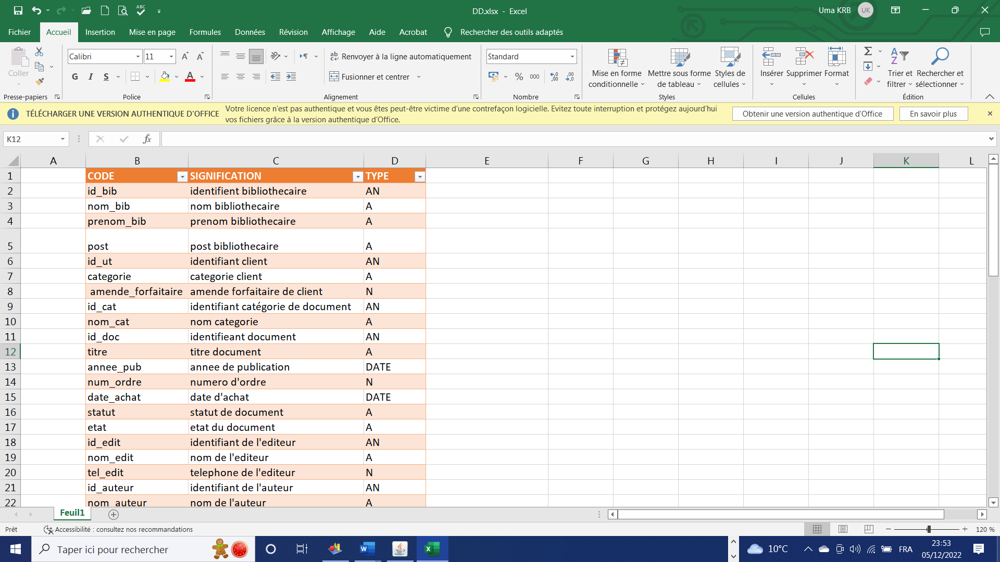 ABC
DD.xlsx - Excel
Uma KRB
UK
Fichier
Accueil
Insertion
Mise en page
Formules
Données
Révision
Affichage
Aide
Acrobat
Rechercher des outils adaptés
Coller
Calibri
11
A
A
G
I
S
A
ab
Renvoyer à la ligne automatiquement
Fusionner et centrer
Standard
%
000
Mise en forme
conditionnelle
Mettre sous forme
de tableau
Styles de
cellules
Insérer
Supprimer
Format
Trier et
filtrer
Rechercher et
sélectionner
Presse-papiers
Police
Alignement
Nombre
Styles
Cellules
Édition
TÉLÉCHARGER UNE VERSION AUTHENTIQUE D’OFFICE
Votre licence n’est pas authentique et vous êtes peut-être victime d’une contrefaçon logicielle. Evitez toute interruption et protégez aujourd’hui
vos fichiers grâce à la version authentique d’Office.
Obtenir une version authentique d’Office
En savoir plus
K12
fx
A B C D E F G H I J K L
1 CODE SIGNIFICATION TYPE
2 id_bib identifient bibliothecaire AN
3 nom_bib nom bibliothecaire A
4 prenom_bib prenom bibliothecaire A
5 post post bibliothecaire A
6 id_ut identifiant client AN
7 categorie categorie client A
8 amende_forfaitaire amende forfaitaire de client N
9 id_cat identifiant catégorie de document AN
10 nom_cat nom categorie A
11 id_doc identifieant document AN
12 titre titre document A
13 annee_pub annee de publication DATE
14 num_ordre numero d'ordre N
15 date_achat date d'achat DATE
16 statut statut de document A
17 etat etat du document A
18 id_edit identifiant de l'editeur AN
19 nom_edit nom de l'editeur A
20 tel_edit telephone de l'editeur N
21 id_auteur identifiant de l'auteur AN
22 nom_auteur nom de l'auteur A
Feuil1
Prêt
Accessibilité : consultez nos recommandations
120 %
Taper ici pour rechercher
10°C
FRA
23:53
05/12/2022